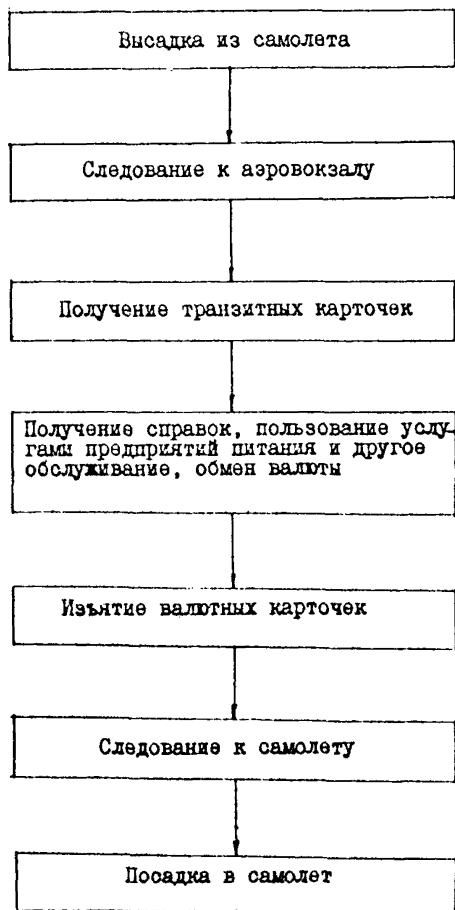 Высадка из самолета
Следование к аэровокзалу
Получение транзитных карточек
Получение справок, пользование услу-
гами предприятий питания и другое
обслуживание, обмен валюты
Изъятие валютных карточек
Следование к самолету
Посадка в самолет